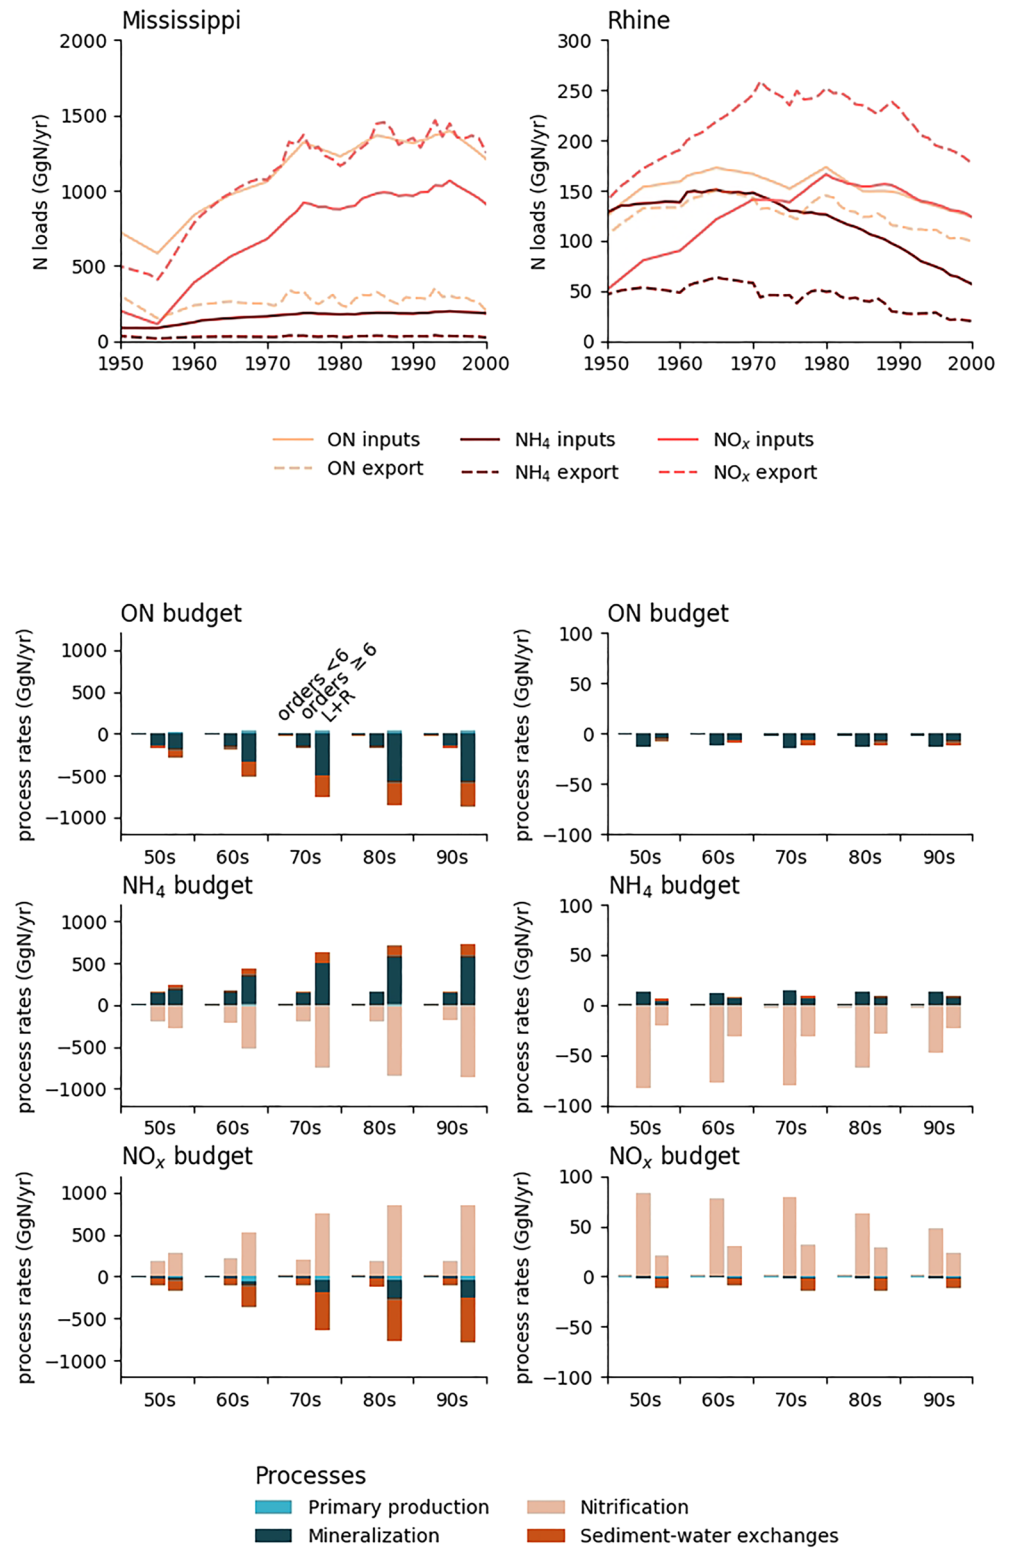 Mississippi
Rhine
2000
1500
1000
500
0
N loads (GgN/yr)
1950 1960 1970 1980 1990 2000
300
250
200
150
100
50
0
N loads (GgN/yr)
1950 1960 1970 1980 1990 2000
ON inputs
NH₄ inputs
NOₓ inputs
ON export
NH₄ export
NOₓ export
ON budget
process rates (GgN/yr)
1000
500
0
−500
−1000
orders <6
orders ≥ 6
L+R
50s 60s 70s 80s 90s
ON budget
process rates (GgN/yr)
100
50
0
−50
−100
50s 60s 70s 80s 90s
NH₄ budget
process rates (GgN/yr)
1000
500
0
−500
−1000
50s 60s 70s 80s 90s
NH₄ budget
process rates (GgN/yr)
100
50
0
−50
−100
50s 60s 70s 80s 90s
NOₓ budget
process rates (GgN/yr)
1000
500
0
−500
−1000
50s 60s 70s 80s 90s
NOₓ budget
process rates (GgN/yr)
100
50
0
−50
−100
50s 60s 70s 80s 90s
Processes
Primary production
Nitrification
Mineralization
Sediment-water exchanges